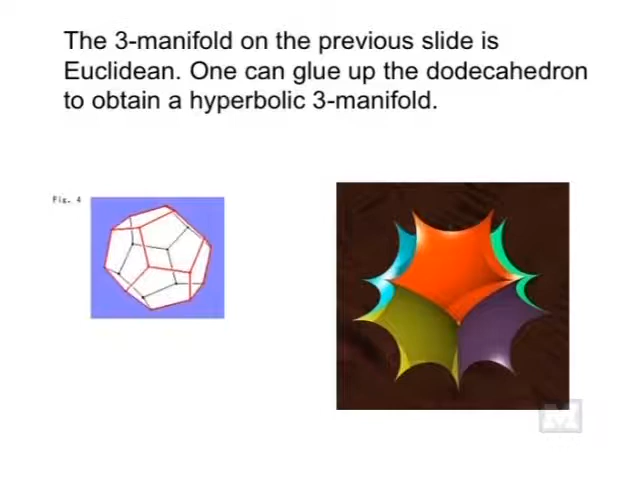 The 3-manifold on the previous slide is
Euclidean. One can glue up the dodecahedron
to obtain a hyperbolic 3-manifold.
Fig. 4